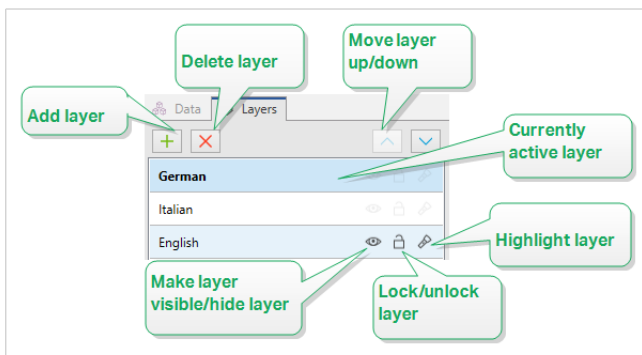 Move layer
up/down
Delete layer
Add layer
Data
Layers
Currently
active layer
German
Italian
English
Highlight layer
Make layer
visible/hide layer
Lock/unlock
layer